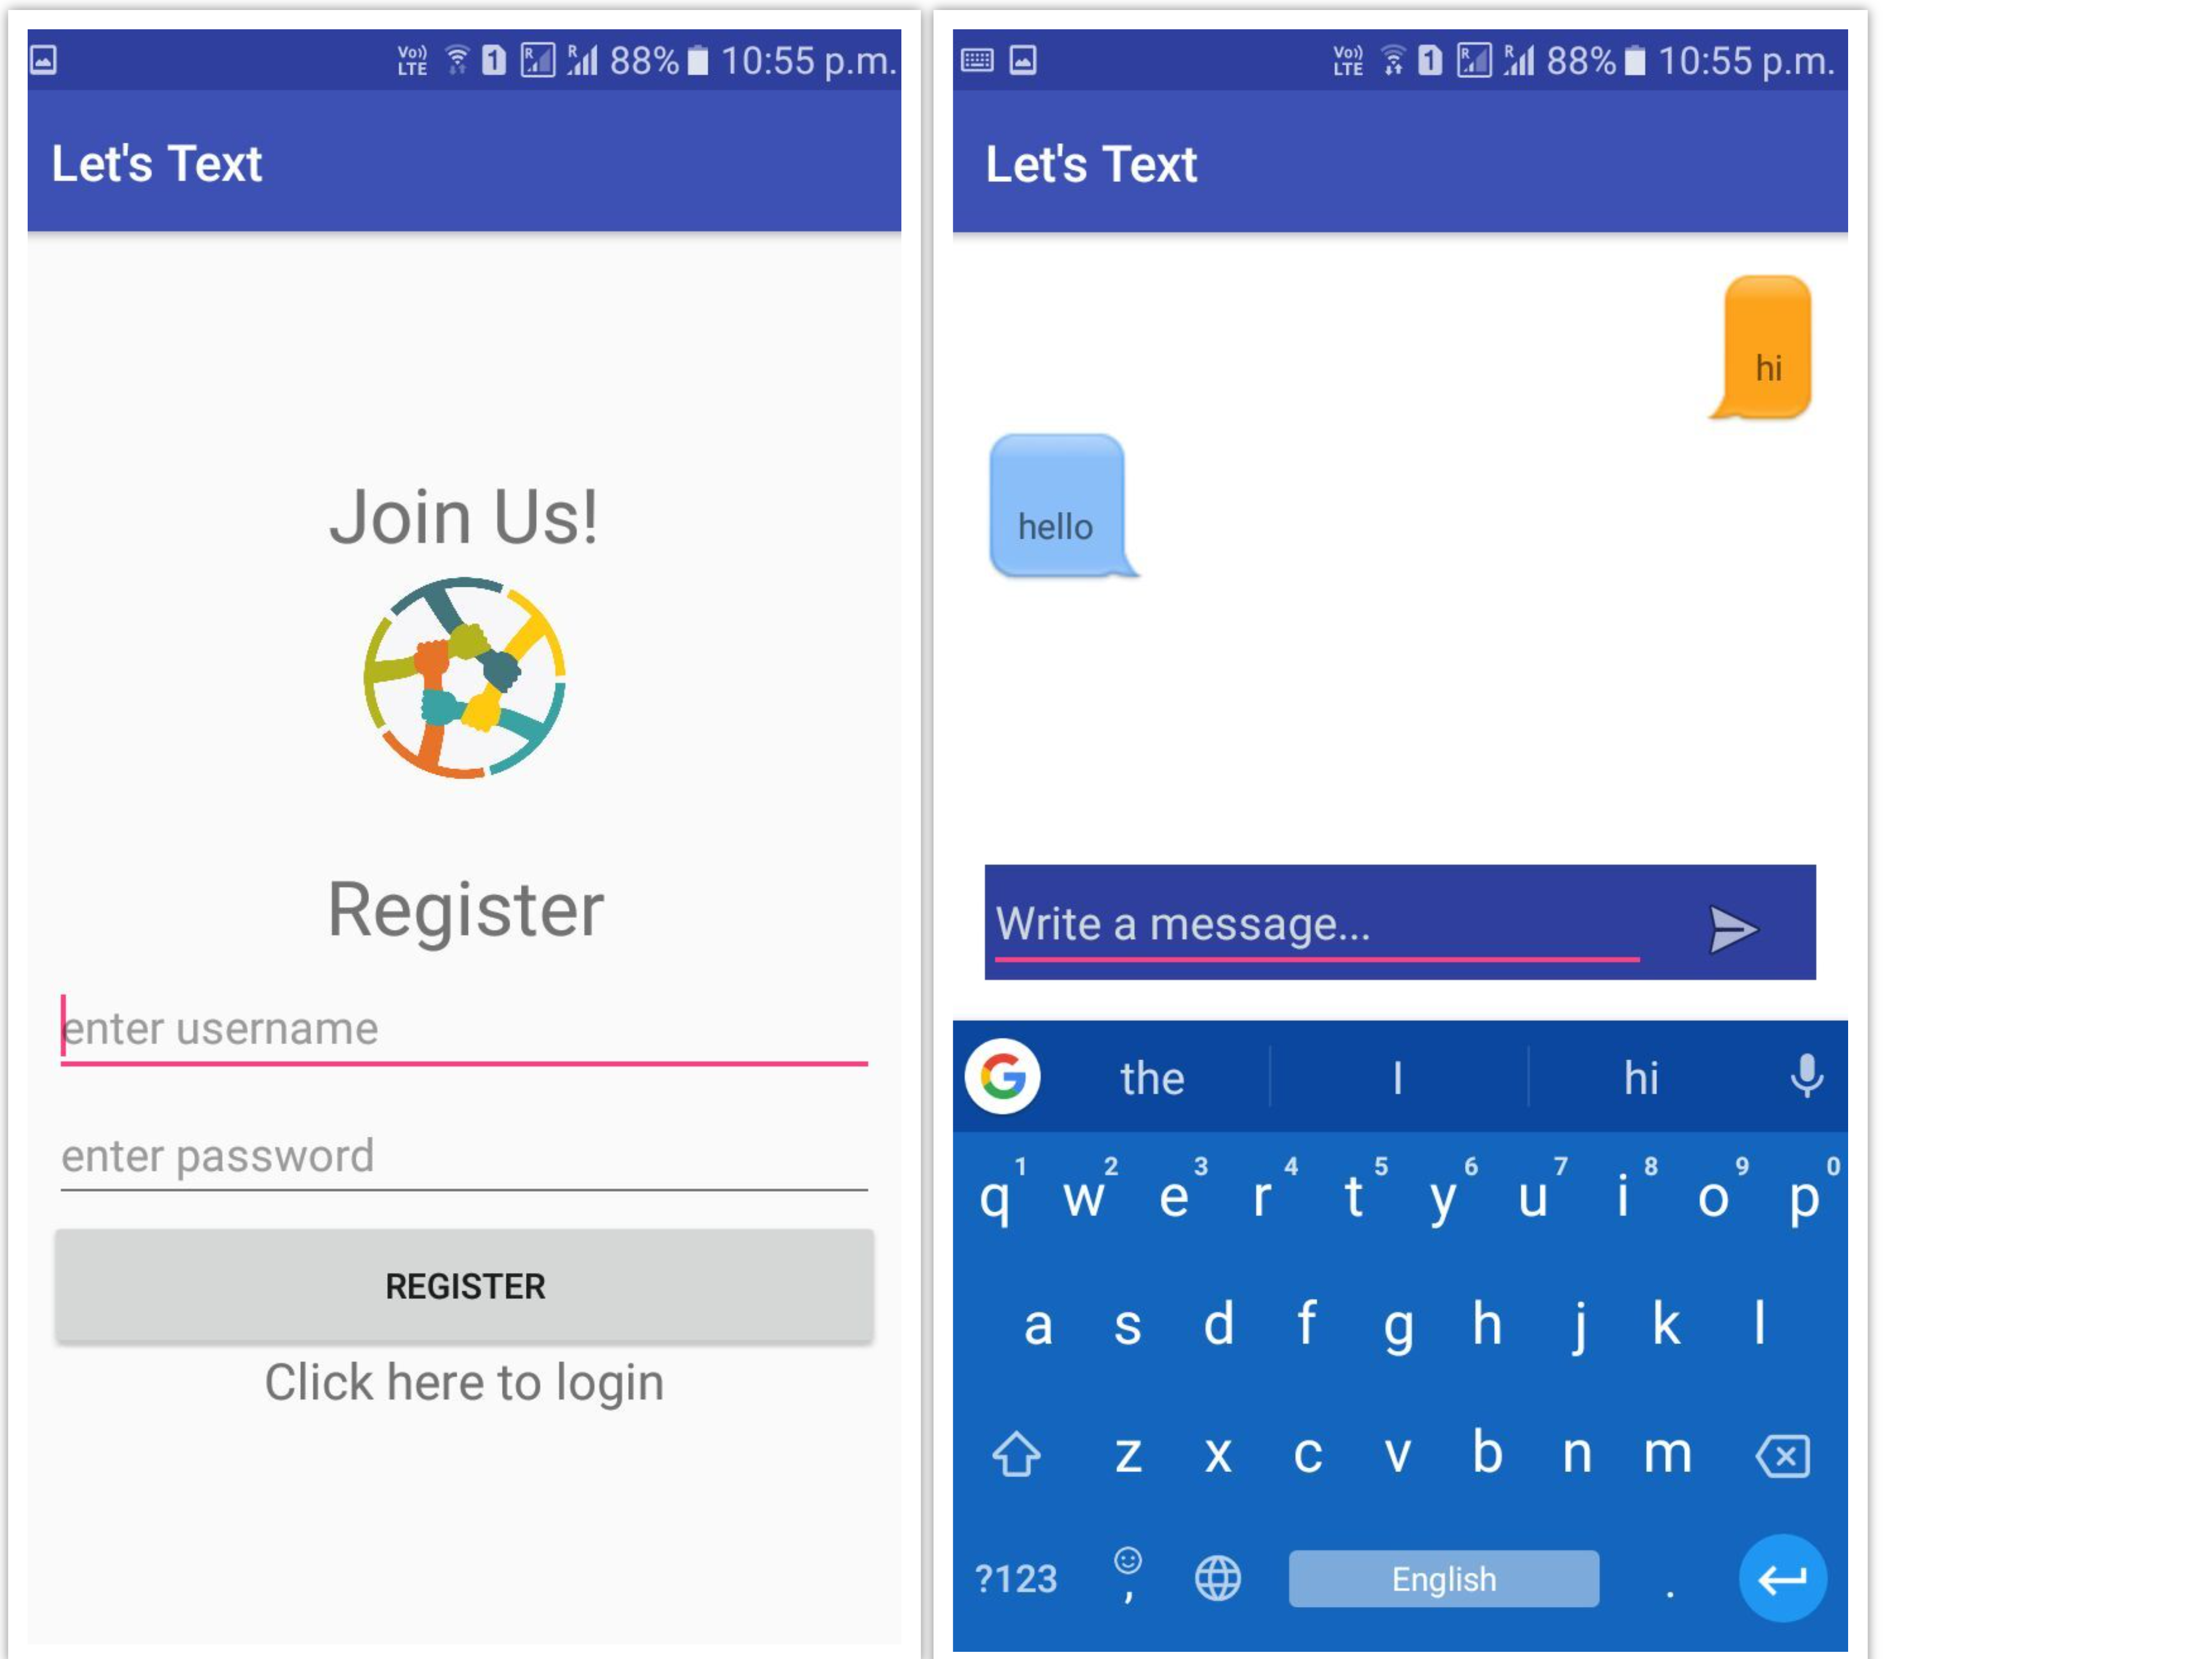 Vo)) LTE 1 R R 88% 10:55 p.m.
Let's Text
Join Us!
Register
enter username
enter password
REGISTER
Click here to login
Vo)) LTE 1 R R 88% 10:55 p.m.
Let's Text
hi
hello
Write a message...
G the I hi
1 2 3 4 5 6 7 8 9 0
q w e r t y u i o p
a s d f g h j k l
z x c v b n m
?123 , English .